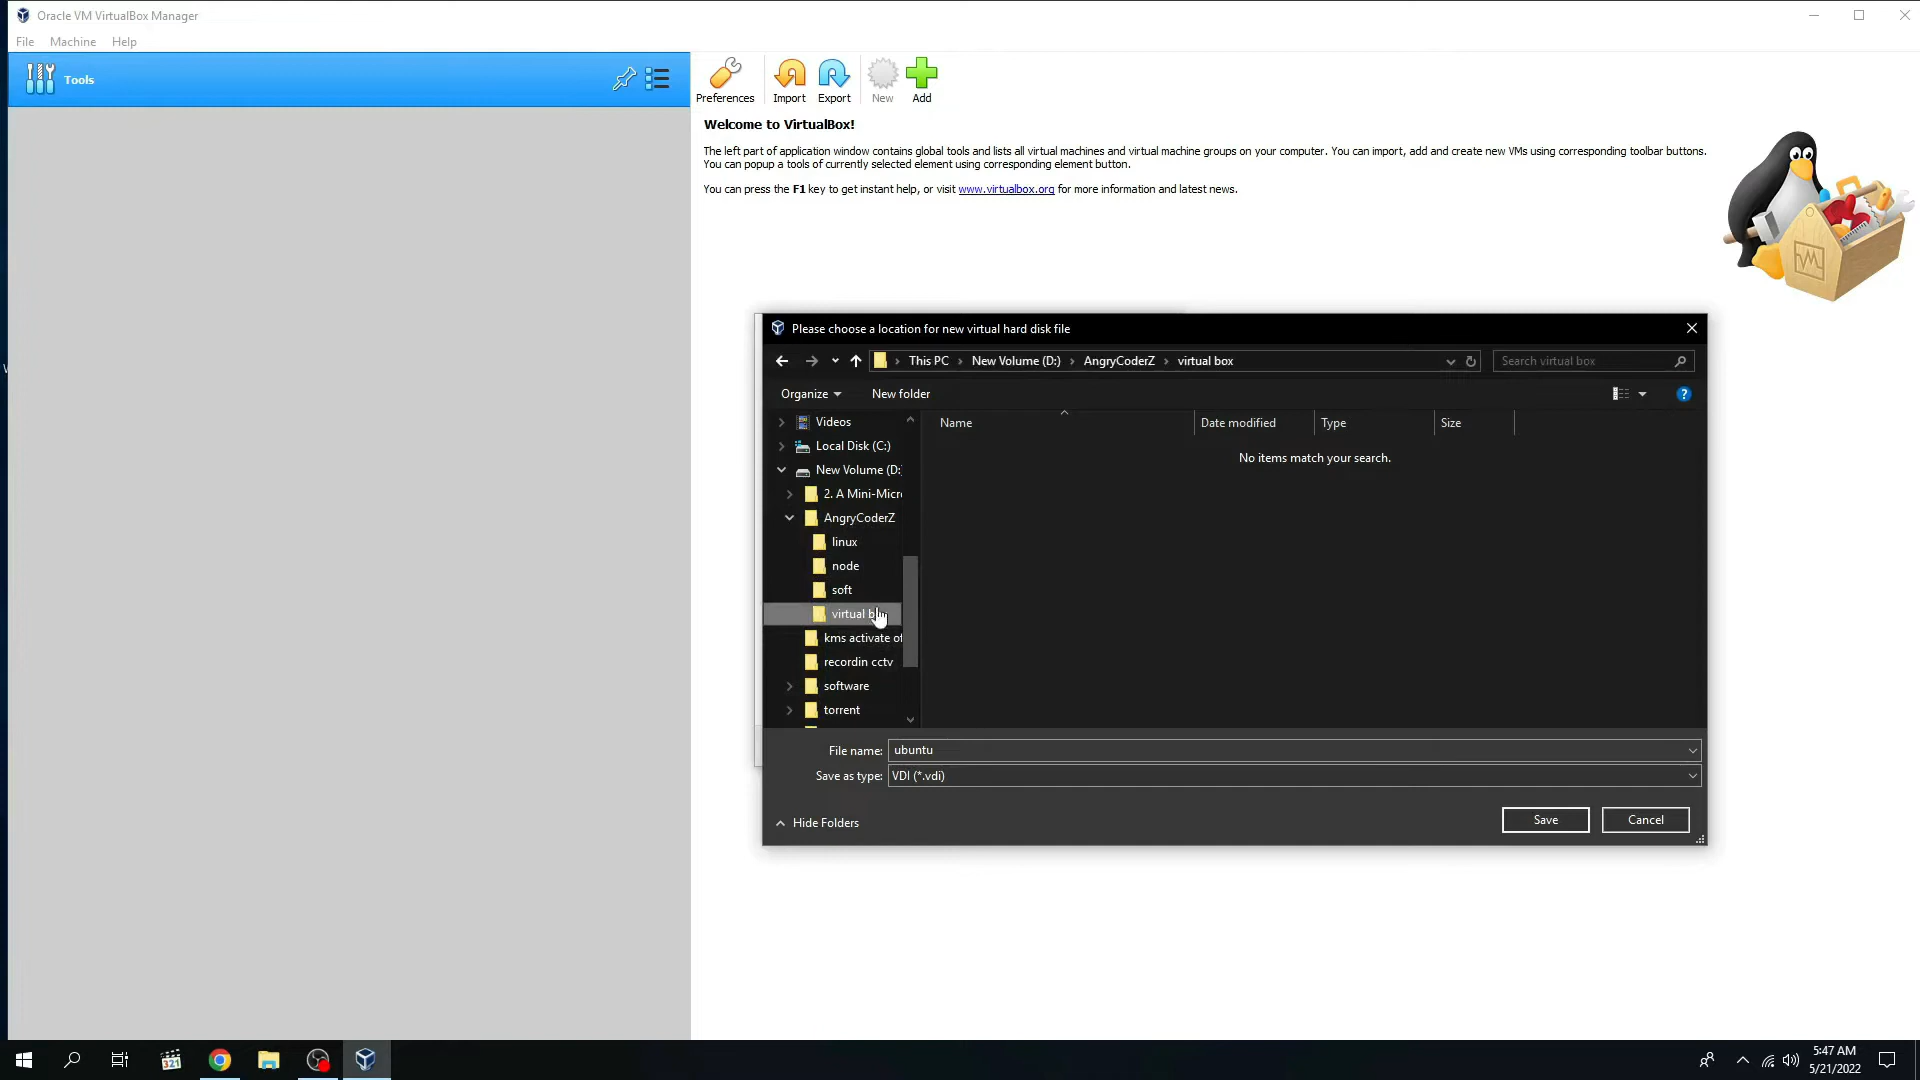 Oracle VM VirtualBox Manager
File Machine Help
Tools
Preferences Import Export New Add
Welcome to VirtualBox!
The left part of application window contains global tools and lists all virtual machines and virtual machine groups on your computer. You can import, add and create new VMs using corresponding toolbar buttons.
You can popup a tools of currently selected element using corresponding element button.
You can press the F1 key to get instant help, or visit www.virtualbox.org for more information and latest news.
Please choose a location for new virtual hard disk file
This PC New Volume (D:) AngryCoderZ virtual box
Search virtual box
Organize New folder
Name Date modified Type Size
No items match your search.
Videos
Local Disk (C:)
New Volume (D:
2. A Mini-Micr
AngryCoderZ
linux
node
soft
virtual b
kms activate of
recordin cctv
software
torrent
File name: ubuntu
Save as type: VDI (*.vdi)
Hide Folders
Save Cancel
321
5:47 AM
5/21/2022